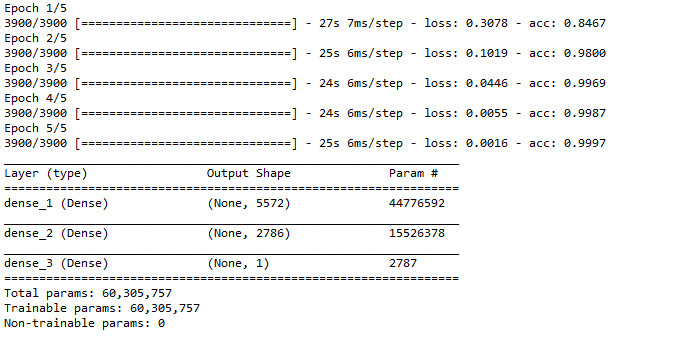 Epoch 1/5
3900/3900 [==============================] - 27s 7ms/step - loss: 0.3078 - acc: 0.8467
Epoch 2/5
3900/3900 [==============================] - 25s 6ms/step - loss: 0.1019 - acc: 0.9800
Epoch 3/5
3900/3900 [==============================] - 24s 6ms/step - loss: 0.0446 - acc: 0.9969
Epoch 4/5
3900/3900 [==============================] - 24s 6ms/step - loss: 0.0055 - acc: 0.9987
Epoch 5/5
3900/3900 [==============================] - 25s 6ms/step - loss: 0.0016 - acc: 0.9997
_________________________________________________________________
Layer (type)                 Output Shape              Param #
=================================================================
dense_1 (Dense)              (None, 5572)              44776592
_________________________________________________________________
dense_2 (Dense)              (None, 2786)              15526378
_________________________________________________________________
dense_3 (Dense)              (None, 1)                 2787
=================================================================
Total params: 60,305,757
Trainable params: 60,305,757
Non-trainable params: 0